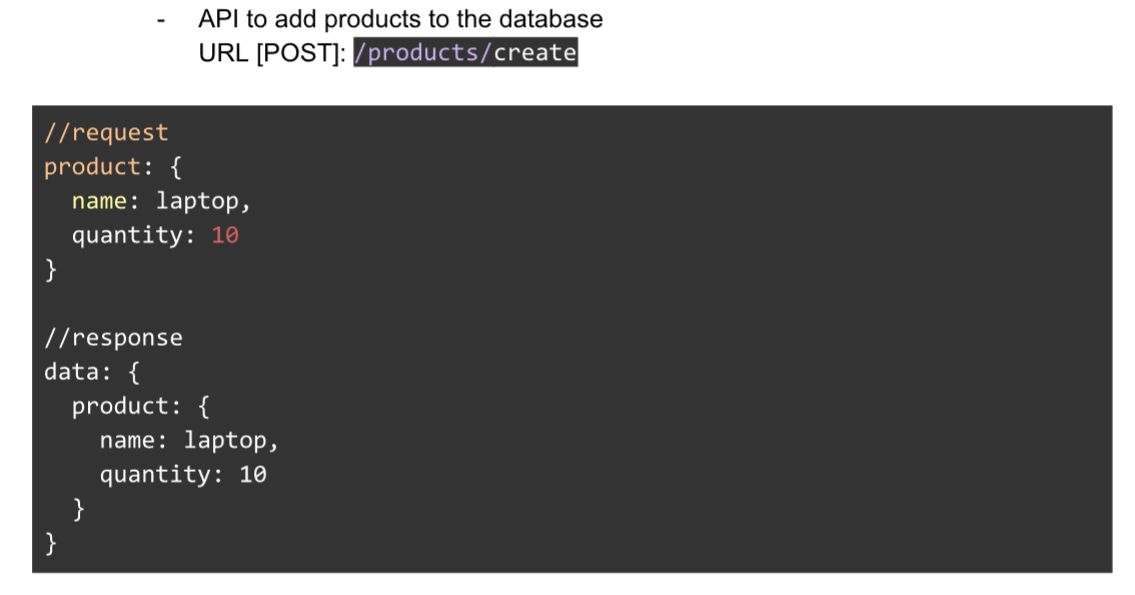 - API to add products to the database
URL [POST]: /products/create
//request
product: {
  name: laptop,
  quantity: 10
}
//response
data: {
  product: {
    name: laptop,
    quantity: 10
  }
}